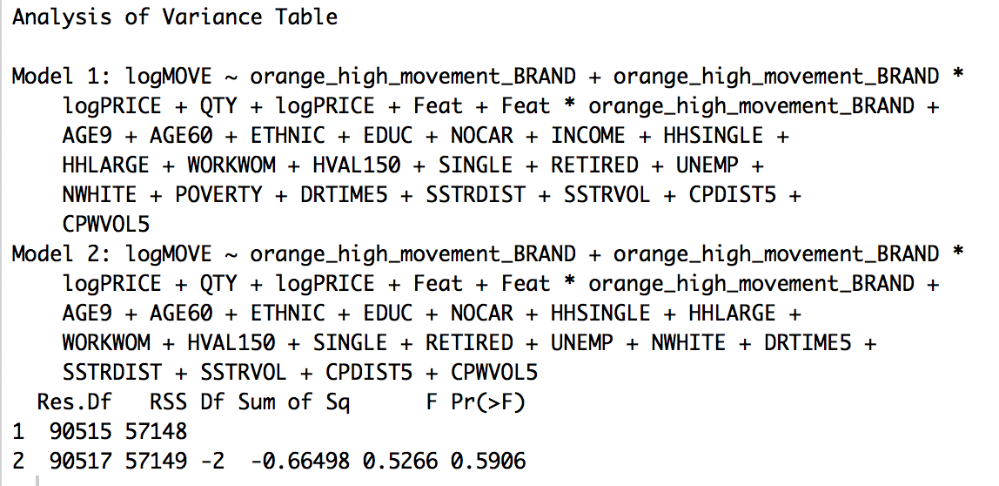 Analysis of Variance Table

Model 1: logMOVE ~ orange_high_movement_BRAND + orange_high_movement_BRAND *
    logPRICE + QTY + logPRICE + Feat + Feat * orange_high_movement_BRAND +
    AGE9 + AGE60 + ETHNIC + EDUC + NOCAR + INCOME + HHSINGLE +
    HHLARGE + WORKWOM + HVAL150 + SINGLE + RETIRED + UNEMP +
    NWHITE + POVERTY + DRTIME5 + SSTRDIST + SSTRVOL + CPDIST5 +
    CPWVOL5
Model 2: logMOVE ~ orange_high_movement_BRAND + orange_high_movement_BRAND *
    logPRICE + QTY + logPRICE + Feat + Feat * orange_high_movement_BRAND +
    AGE9 + AGE60 + ETHNIC + EDUC + NOCAR + HHSINGLE + HHLARGE +
    WORKWOM + HVAL150 + SINGLE + RETIRED + UNEMP + NWHITE + DRTIME5 +
    SSTRDIST + SSTRVOL + CPDIST5 + CPWVOL5
  Res.Df   RSS Df Sum of Sq      F Pr(>F)
1  90515 57148
2  90517 57149 -2  -0.66498 0.5266 0.5906